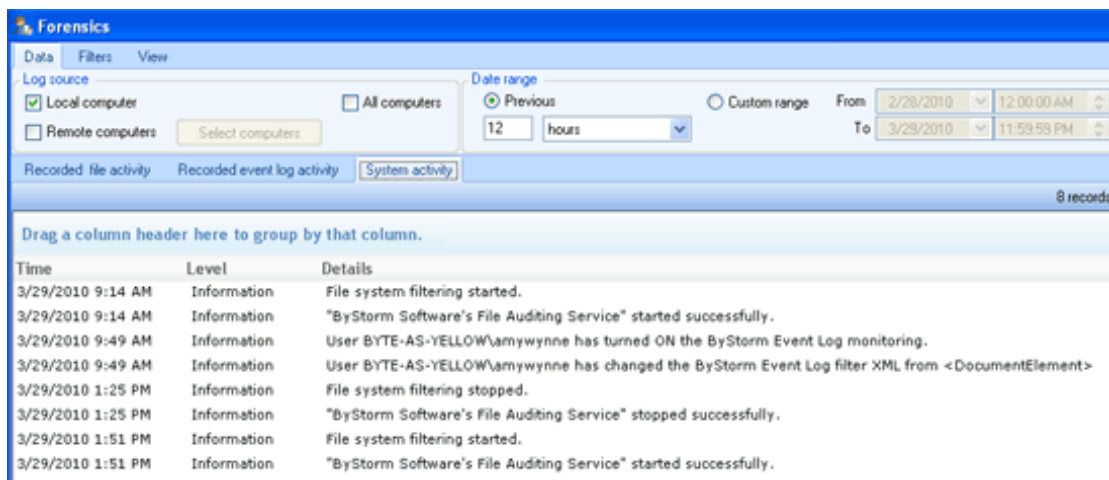 Forensics
Data Filters View
Log source
Date range
Local computer All computers
Previous Custom range From 2/28/2010 12:00:00 AM
Remote computers Select computers
12 hours To 3/29/2010 11:59:59 PM
Recorded file activity Recorded event log activity System activity
8 records
Drag a column header here to group by that column.
Time Level Details
3/29/2010 9:14 AM Information File system filtering started.
3/29/2010 9:14 AM Information "ByStorm Software's File Auditing Service" started successfully.
3/29/2010 9:49 AM Information User BYTE-AS-YELLOW\amywynne has turned ON the ByStorm Event Log monitoring.
3/29/2010 9:49 AM Information User BYTE-AS-YELLOW\amywynne has changed the ByStorm Event Log filter XML from <DocumentElement>
3/29/2010 1:25 PM Information File system filtering stopped.
3/29/2010 1:25 PM Information "ByStorm Software's File Auditing Service" stopped successfully.
3/29/2010 1:51 PM Information File system filtering started.
3/29/2010 1:51 PM Information "ByStorm Software's File Auditing Service" started successfully.